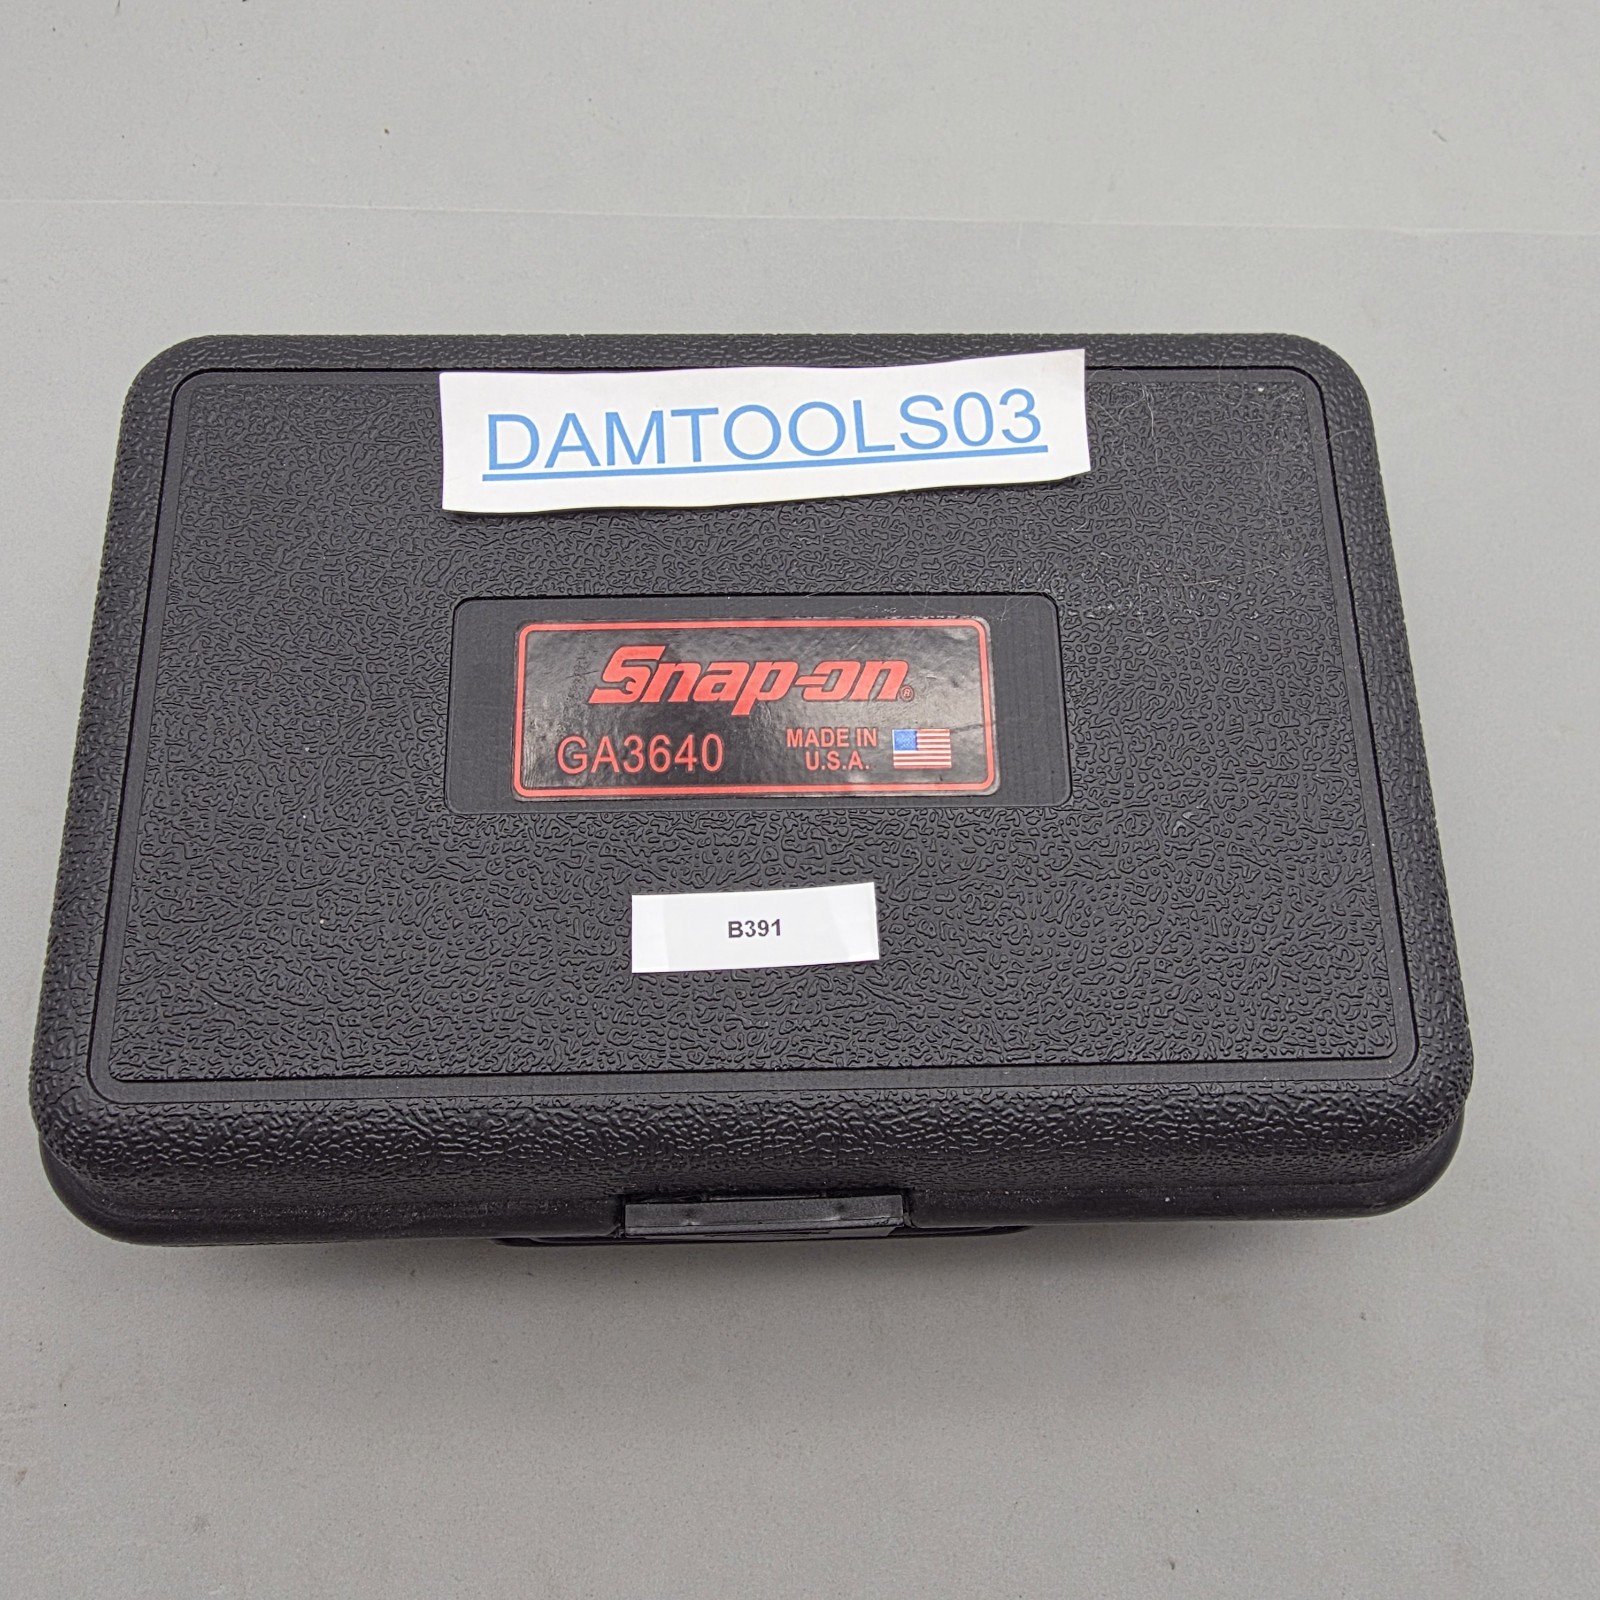 DAMTOOLS03
Snap-on®
GA3640
MADE IN
U.S.A.
B391